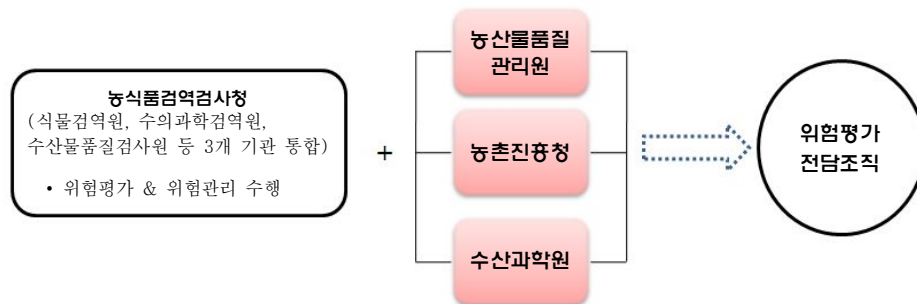 농식품검역검사청
(식물검역원, 수의과학검역원,
수산물품질검사원 등 3개 기관 통합)
• 위험평가 & 위험관리 수행
+
농산물품질
관리원
농촌진흥청
수산과학원
위험평가
전담조직